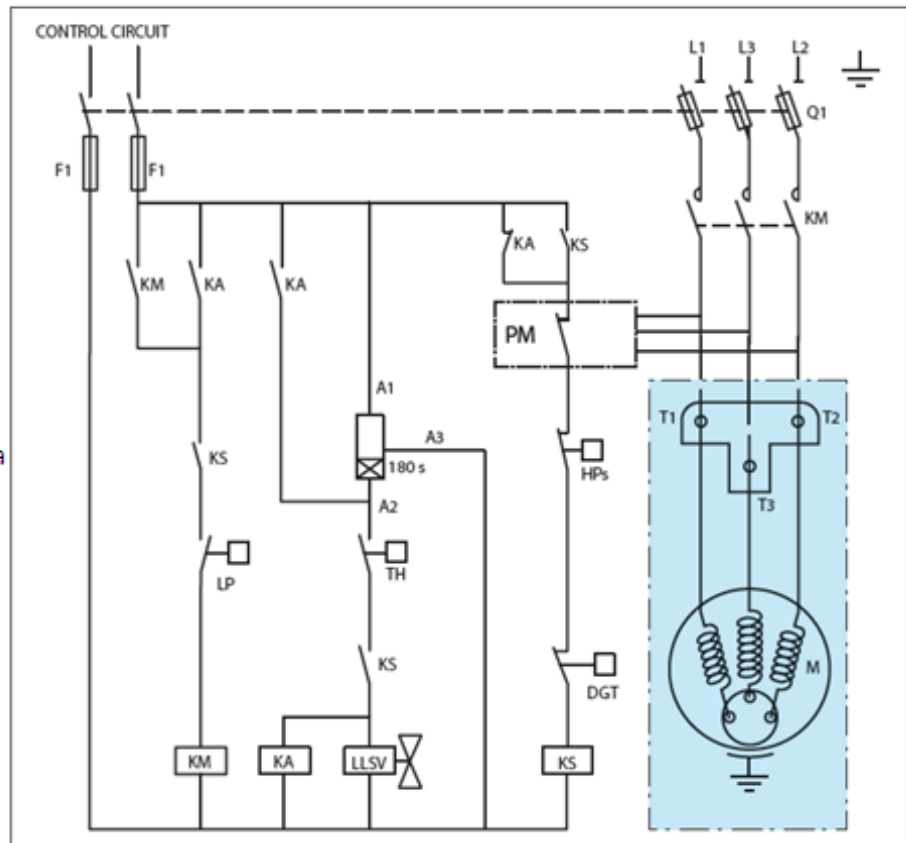 CONTROL CIRCUIT
L1 L3 L2
Q1
F1 F1
KM
KA KS
KM KA KA
PM
A1
T1 T2
A3
a
KS 180 s
HPs
A2
T3
LP TH
KS
M
DGT
KM KA LLSV KS